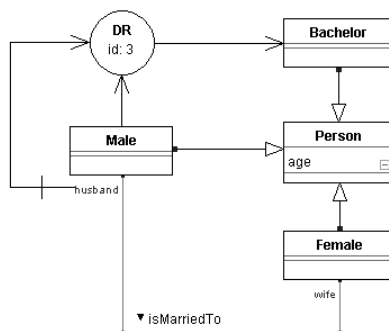 DR
id: 3
Bachelor
Male
Person
age
husband
Female
wife
isMarriedTo